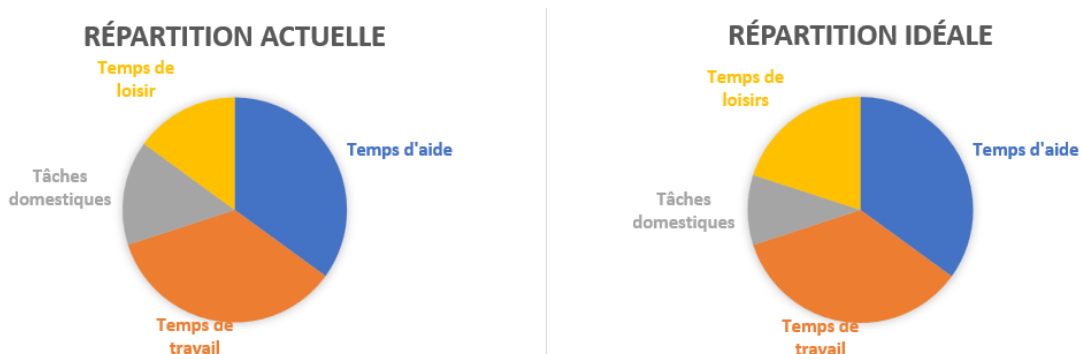 RÉPARTITION ACTUELLE
Temps de
loisir
Temps d'aide
Tâches
domestiques
Temps de
travail
RÉPARTITION IDÉALE
Temps de
loisirs
Temps d'aide
Tâches
domestiques
Temps de
travail